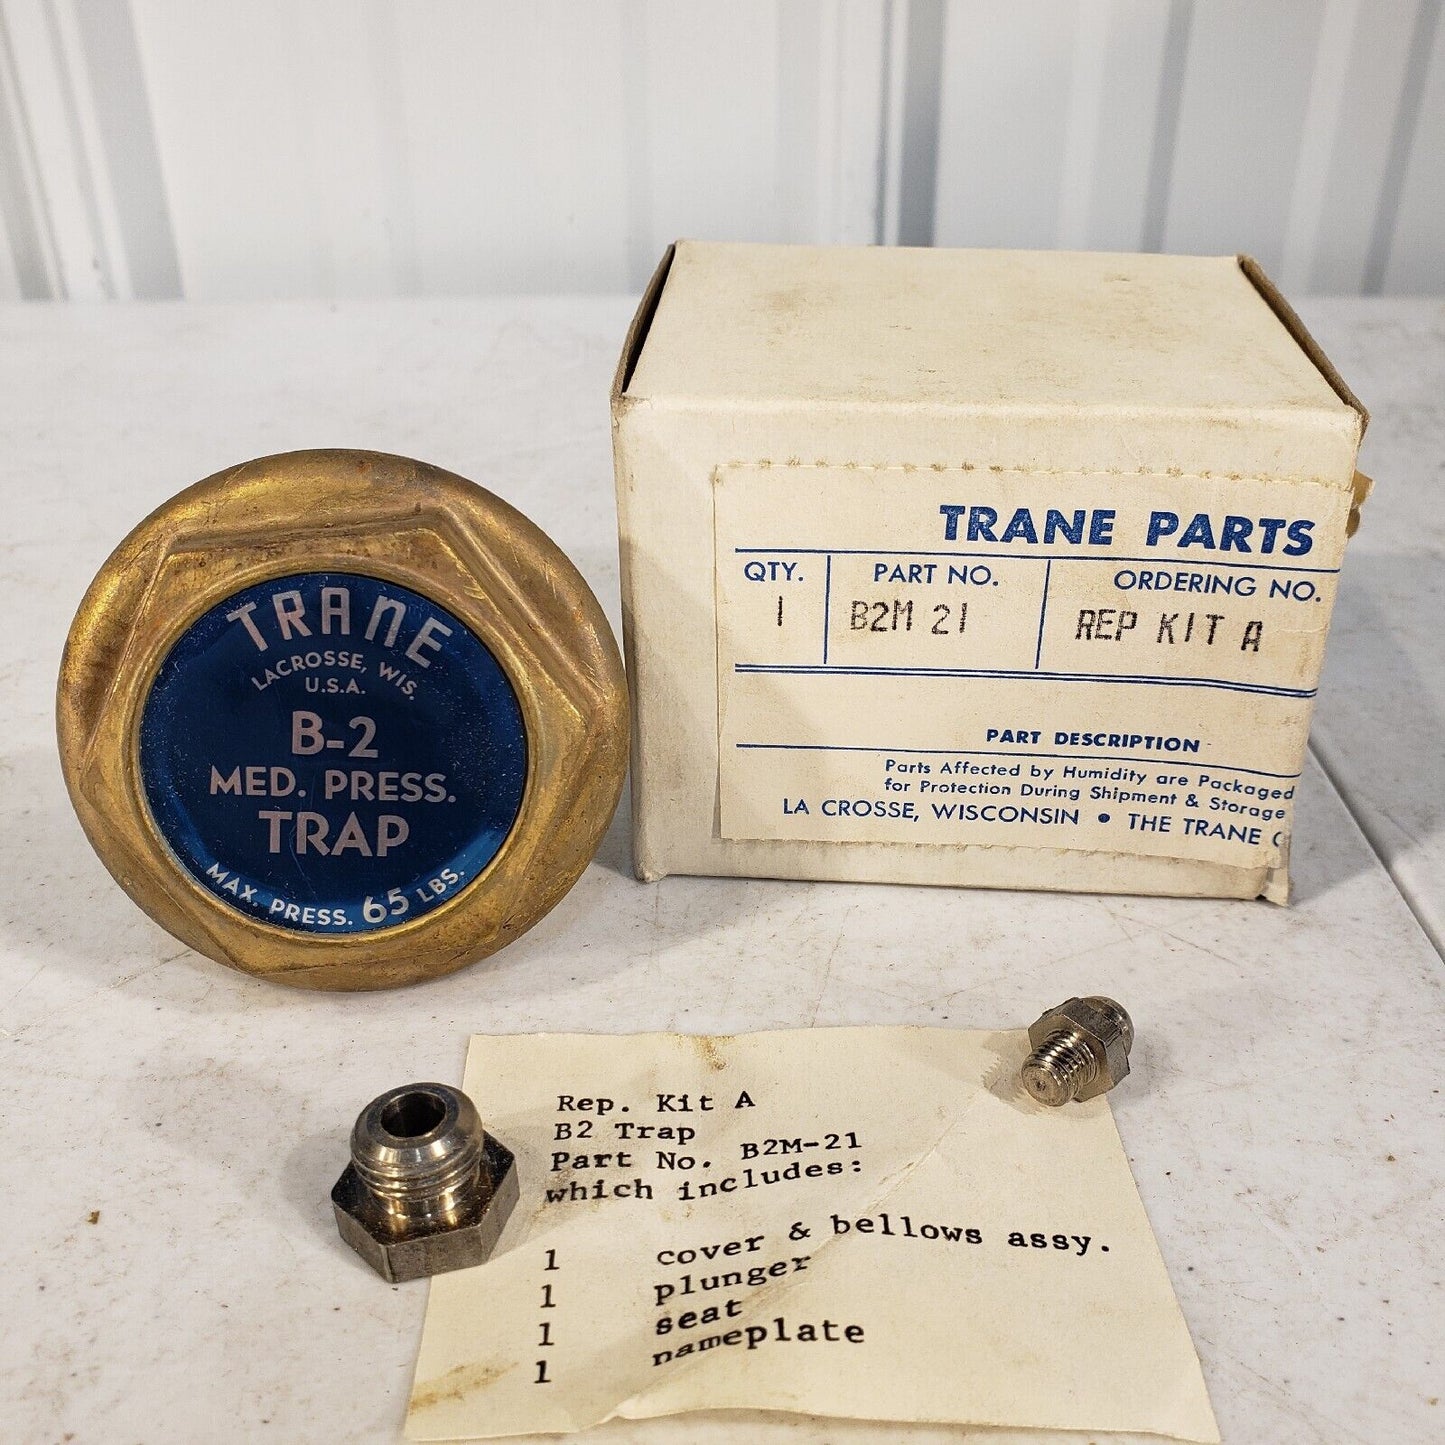 TRANE
LACROSSE, WIS.
U.S.A.
B-2
MED. PRESS.
TRAP
MAX. PRESS. 65 LBS.
TRANE PARTS
QTY. PART NO. ORDERING NO.
1 B2M 21 REP KIT A
PART DESCRIPTION
Parts Affected by Humidity are Packaged
for Protection During Shipment & Storage
LA CROSSE, WISCONSIN • THE TRANE
Rep. Kit A
B2 Trap
Part No. B2M-21
which includes:
1 cover & bellows assy.
1 plunger
1 seat
1 nameplate